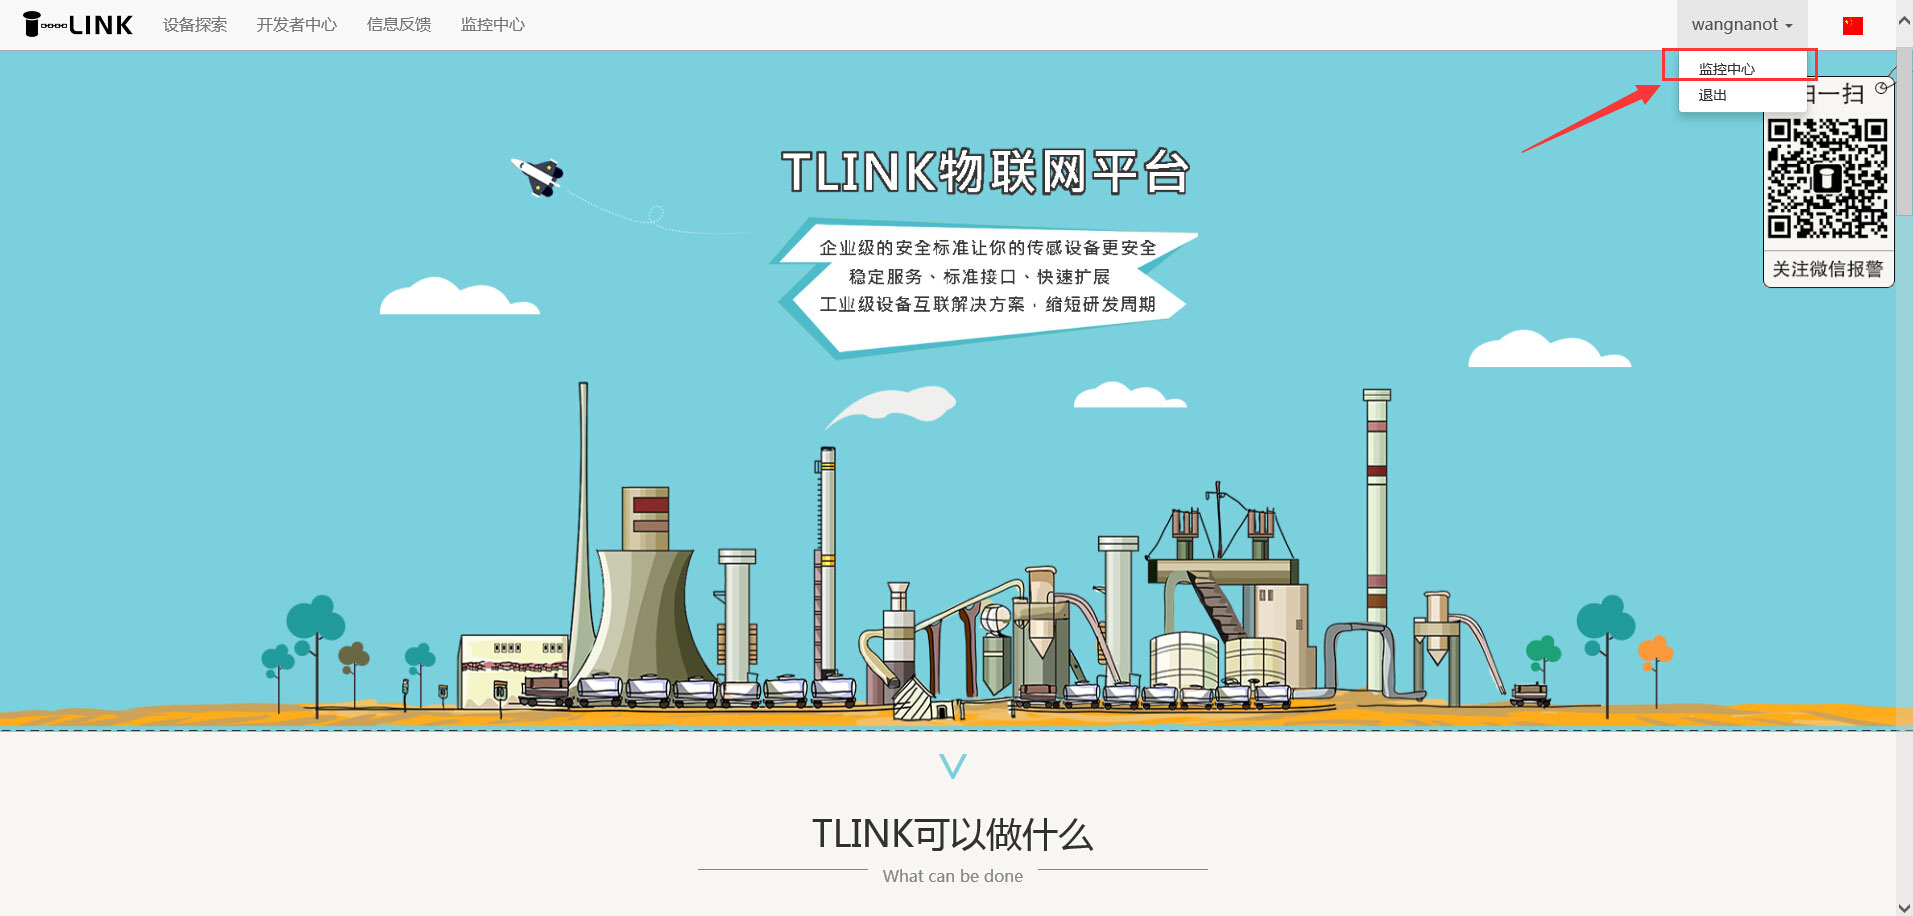 LINK 设备探索 开发者中心 信息反馈 监控中心 wangnanot
监控中心
退出
扫一扫
TLINK物联网平台
企业级的安全标准让你的传感设备更安全
稳定服务、标准接口、快速扩展
工业级设备互联解决方案，缩短研发周期
关注微信报警
TLINK可以做什么
What can be done